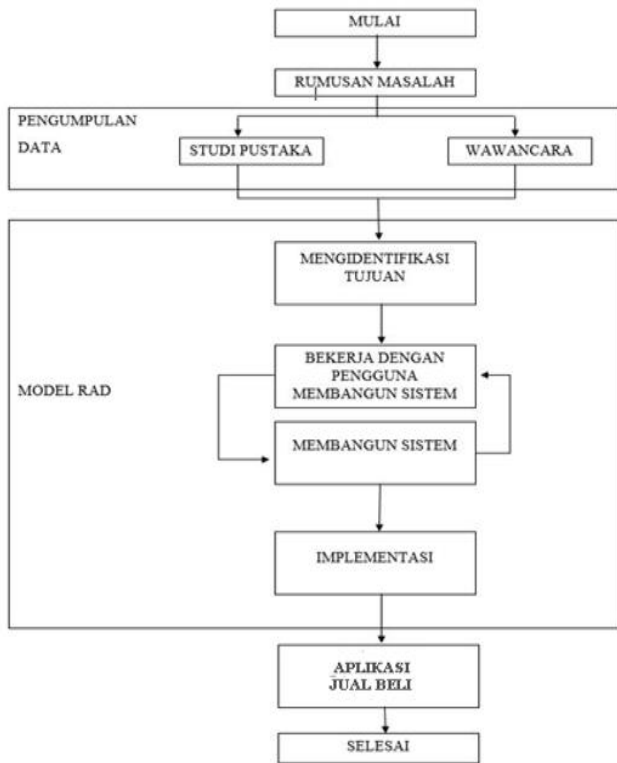 MULAI
RUMUSAN MASALAH
PENGUMPULAN
DATA
STUDI PUSTAKA
WAWANCARA
MENGIDENTIFIKASI
TUJUAN
BEKERJA DENGAN
PENGGUNA
MEMBANGUN SISTEM
MODEL RAD
MEMBANGUN SISTEM
IMPLEMENTASI
APLIKASI
JUAL BELI
SELESAI